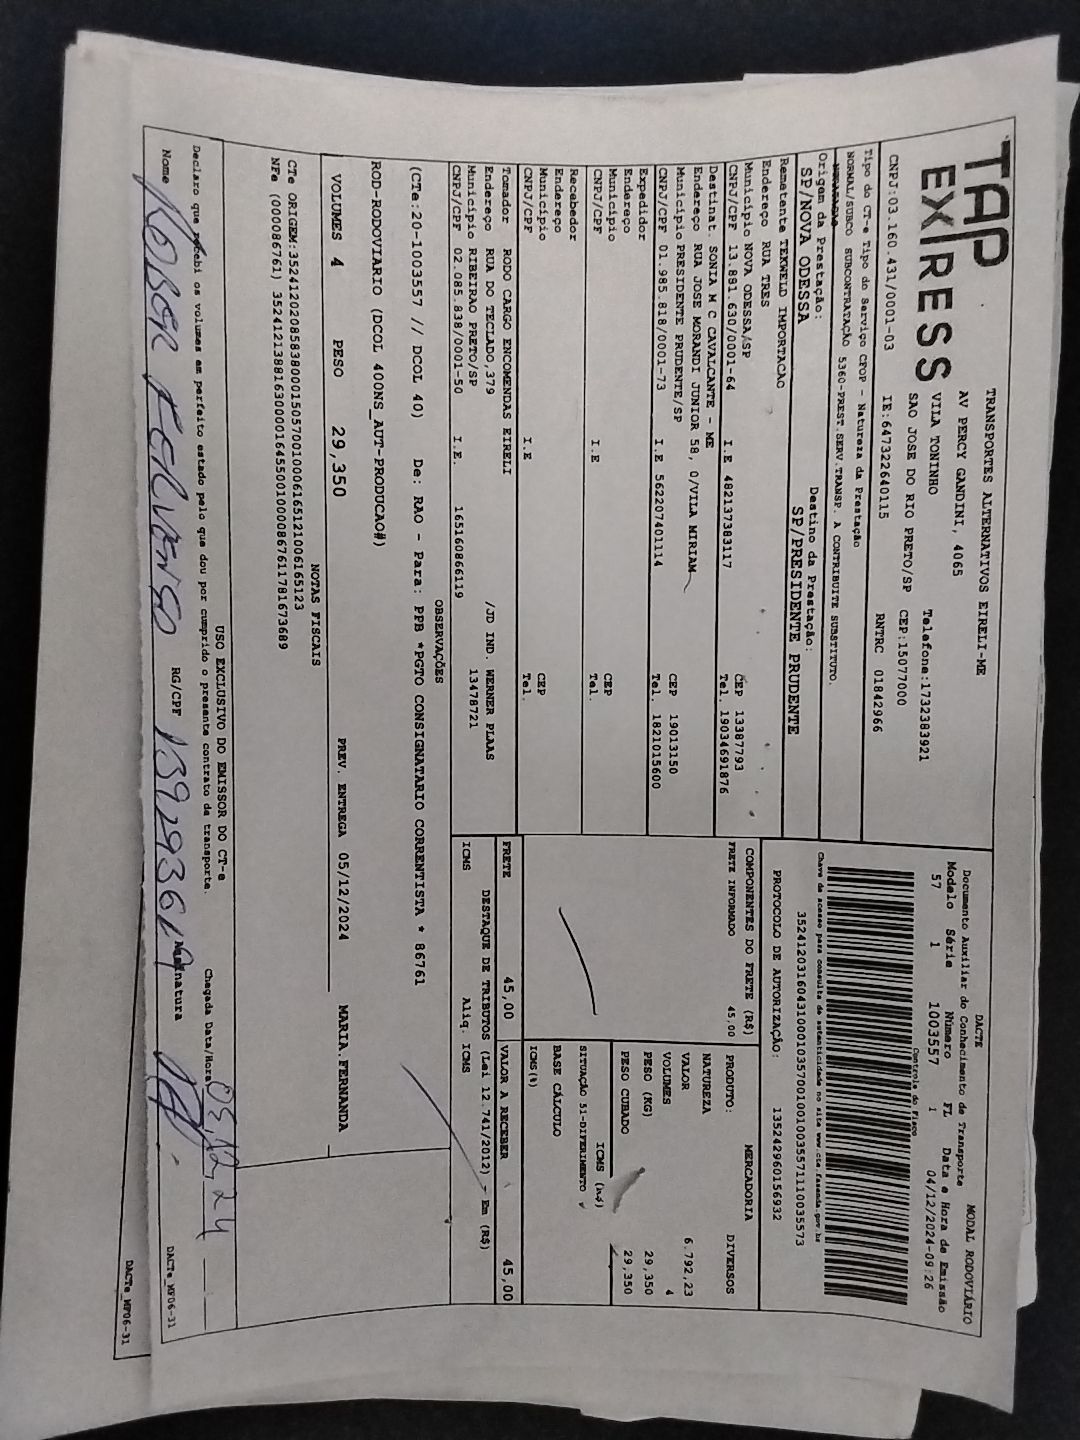 TAP EXPRESS
TRANSPORTES ALTERNATIVOS EIRELI-ME
AV PERCY GANDINI, 4065
VILA TONINHO
SAO JOSE DO RIO PRETO/SP
Telefone:1732383921
CEP:15077000
CNPJ:03.160.431/0001-03 IE:647322640115 RNTRC 01842966
DACTE MODAL RODOVIÁRIO
Documento Auxiliar do Conhecimento de Transporte
Modelo Série Número FL Data e Hora de Emissão
57 1 1003557 1 04/12/2024-09:26
Controle do Fisco
Chave de acesso para consulta de autenticidade no site www.cte.fazenda.gov.br
PROTOCOLO DE AUTORIZAÇÃO: 135242960156932
Tipo do CT-e Tipo do Serviço CFOP - Natureza da Prestação
NORMAL/SUBCO SUBCONTRATAÇÃO 5360-PREST.SERV.TRANSP. A CONTRIBUITE SUBSTITUTO.
Origem da Prestação: Destino da Prestação:
SP/NOVA ODESSA SP/PRESIDENTE PRUDENTE
Remetente TEKWELD IMPORTACAO
Endereço RUA TRES
Município NOVA ODESSA/SP CEP 13387793
CNPJ/CPF 13.881.630/0001-64 I.E 482137383117 Tel. 19034691876
Destinat. SONIA M C CAVALCANTE - ME
Endereço RUA JOSE MORANDI JUNIOR 58, 0/VILA MIRIAM
Município PRESIDENTE PRUDENTE/SP CEP 19013150
CNPJ/CPF 01.985.818/0001-73 I.E 562207401114 Tel. 1821015600
Expedidor
Endereço
Município CEP
CNPJ/CPF I.E Tel.
Recebedor
Endereço
Município CEP
CNPJ/CPF I.E Tel.
Tomador RODO CARGO ENCOMENDAS EIRELI
Endereço RUA DO TECLADO,379 /JD IND. WERNER PLAAS
Município RIBEIRAO PRETO/SP 13478721
CNPJ/CPF 02.085.838/0001-50 I.E. 165160866119
COMPONENTES DO FRETE (R$)
FRETE INFORMADO 45,00
PRODUTO: MERCADORIA
NATUREZA DIVERSOS
VALOR 6.792,23
VOLUMES 4
PESO (KG) 29,350
PESO CUBADO 29,350
ICMS (R$)
SITUAÇÃO 51-DIFERIMENTO
BASE CÁLCULO
ICMS(%)
FRETE 45,00 VALOR A RECEBER 45,00
DESTAQUE DE TRIBUTOS (Lei 12.741/2012) - Em (R$)
ICMS Aliq. ICMS
OBSERVAÇÕES
(CTe:20-1003557 // DCOL 40) De: RAO - Para: PPB *PGTO CONSIGNATARIO CORRENTISTA * 86761
ROD-RODOVIARIO (DCOL 400NS_AUT-PRODUCAO#)
VOLUMES 4 PESO 29,350 PREV. ENTREGA 05/12/2024 MARIA.FERNANDA
NOTAS FISCAIS
USO EXCLUSIVO DO EMISSOR DO CT-e
Declaro que recebi os volumes em perfeito estado pelo que dou por cumprido o presente contrato de transporte. Chegada Data/Hora 05,12,24
Nome RG/CPF Assinatura
DACTe_MF06-31
DACTe_MF06-31